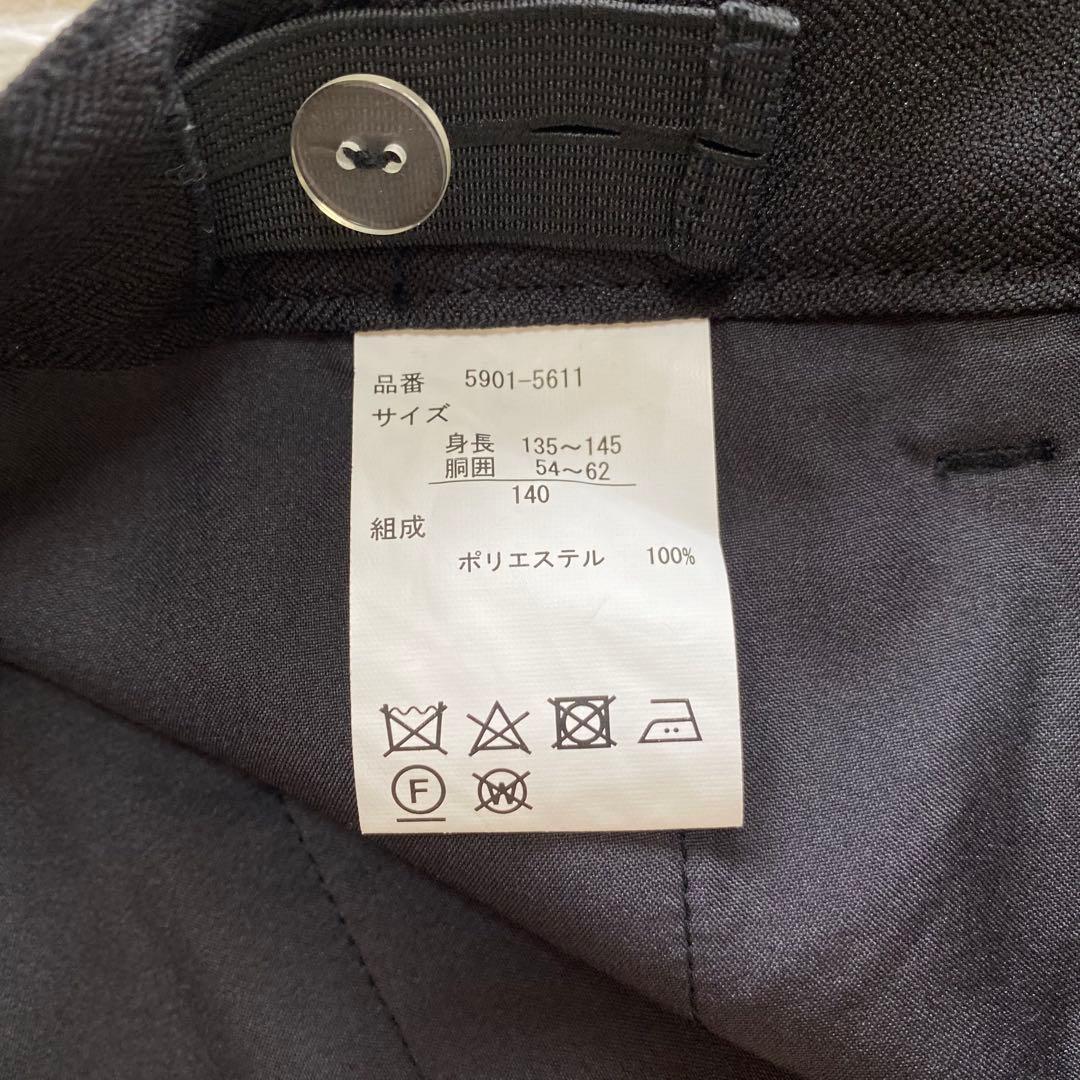 品番 5901-5611
サイズ
身長 135～145
胴囲 54～62
140
組成
ポリエステル 100%
F W